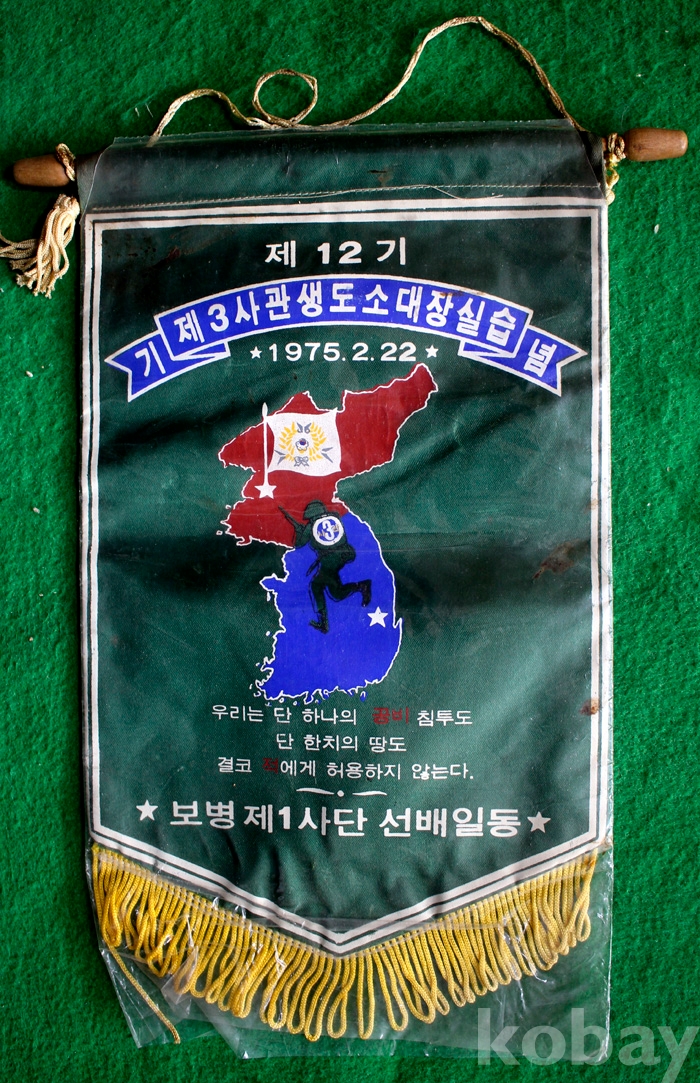 제 12 기
제3사관생도소대장실습
기념
★1975.2.22★
3
우리는 단 하나의 공비 침투도
단 한치의 땅도
결코 적에게 허용하지 않는다.
★ 보병 제1사단 선배일동 ★
kobay